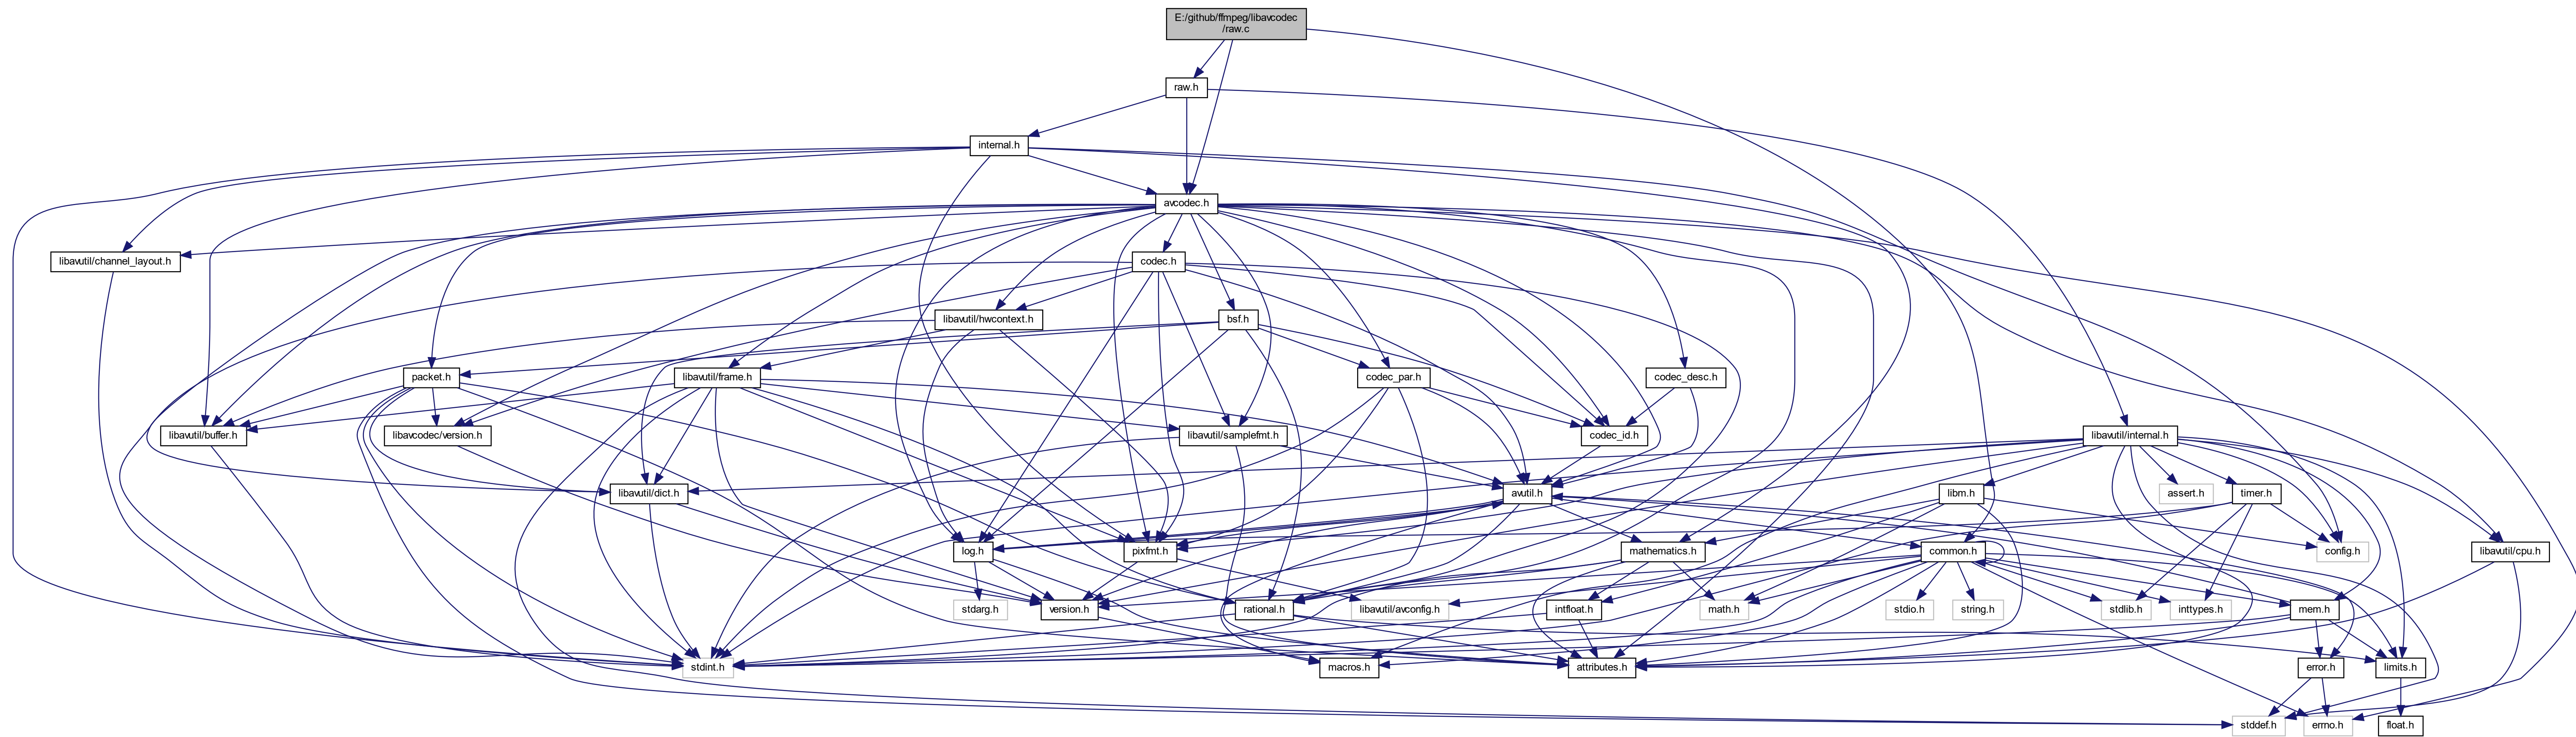 E:/github/ffmpeg/libavcodec
/raw.c
raw.h
internal.h
avcodec.h
libavutil/channel_layout.h
codec.h
libavutil/hwcontext.h
bsf.h
packet.h
libavutil/frame.h
codec_par.h
codec_desc.h
libavutil/buffer.h
libavcodec/version.h
libavutil/samplefmt.h
codec_id.h
libavutil/internal.h
libavutil/dict.h
avutil.h
libm.h
assert.h
timer.h
log.h
pixfmt.h
mathematics.h
common.h
config.h
libavutil/cpu.h
stdarg.h
version.h
rational.h
libavutil/avconfig.h
intfloat.h
math.h
stdio.h
string.h
stdlib.h
inttypes.h
mem.h
stdint.h
macros.h
attributes.h
error.h
limits.h
stddef.h
errno.h
float.h